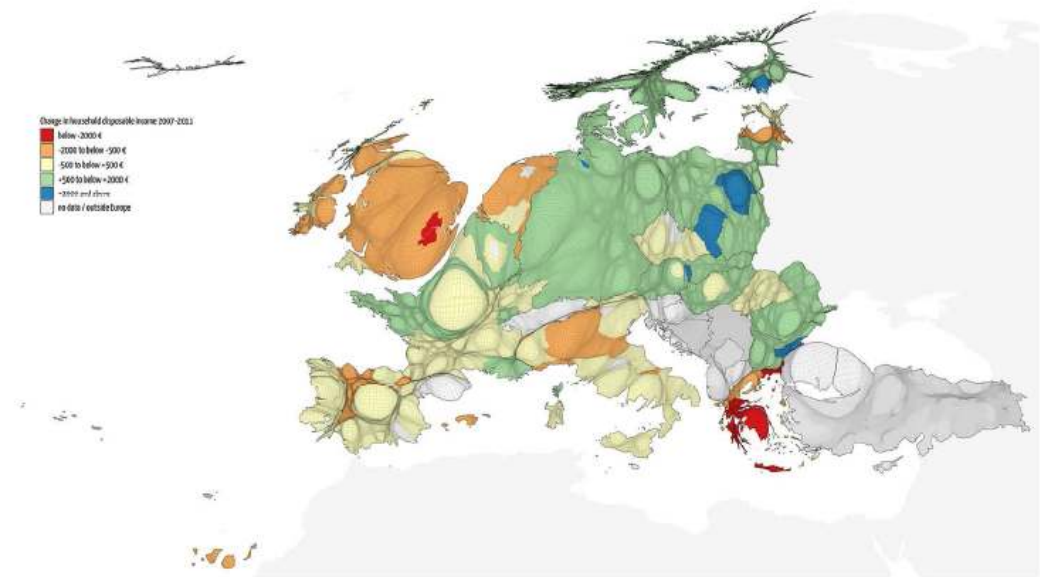 Change in household disposable income 2007-2011
below -2000 €
-2000 to below -500 €
-500 to below +500 €
+500 to below +2000 €
and above
no data / outside Europe